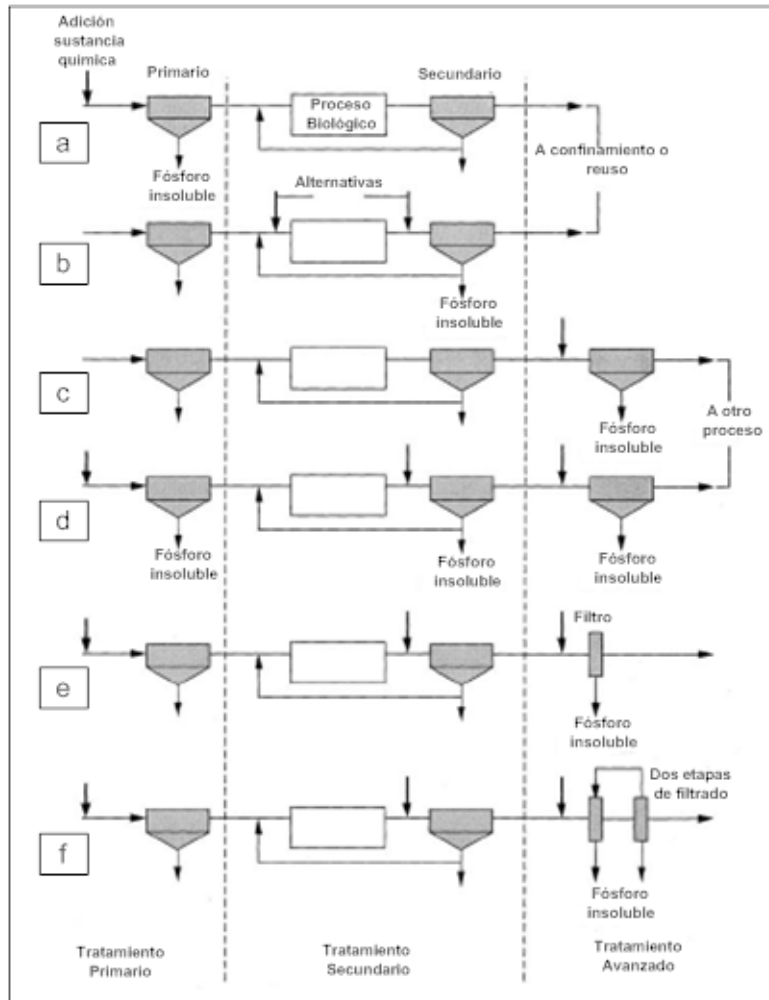 Adición
sustancia
quimica
Primario
Secundario
Proceso
Biológico
a
A confinamiento o
reuso
Fósforo
insoluble
Alternativas
b
Fósforo
insoluble
c
Fósforo
insoluble
A otro
proceso
d
Fósforo
insoluble
Fósforo
insoluble
Fósforo
insoluble
Filtro
e
Fósforo
insoluble
Dos etapas
de filtrado
f
Fósforo
insoluble
Tratamiento
Primario
Tratamiento
Secundario
Tratamiento
Avanzado